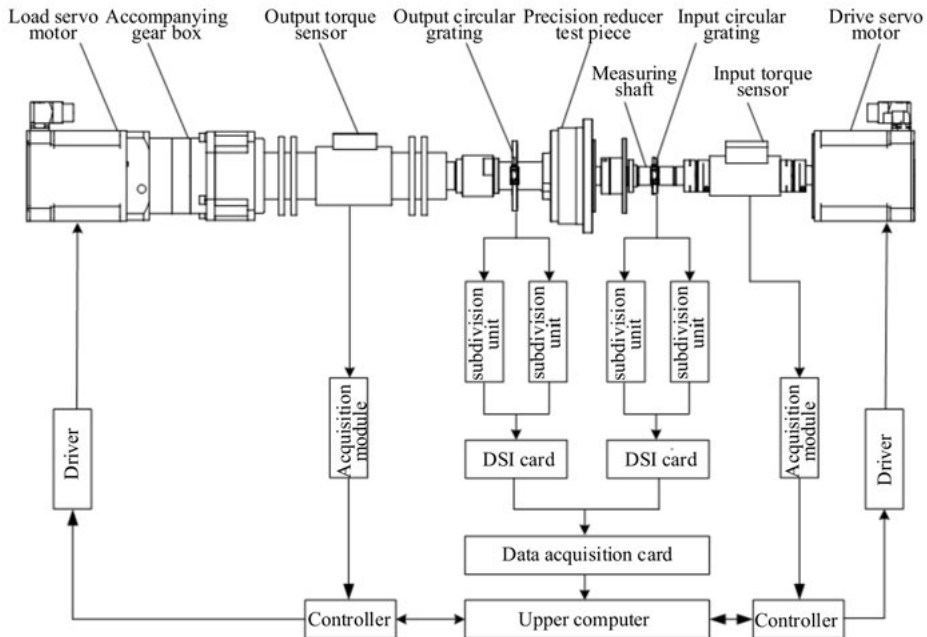 Load servo
motor
Accompanying
gear box
Output torque
sensor
Output circular
grating
Precision reducer
test piece
Measuring
shaft
Input circular
grating
Input torque
sensor
Drive servo
motor
subdivision
unit
subdivision
unit
subdivision
unit
subdivision
unit
Driver
Acquisition
module
DSI card
DSI card
Acquisition
module
Driver
Data acquisition card
Controller
Upper computer
Controller